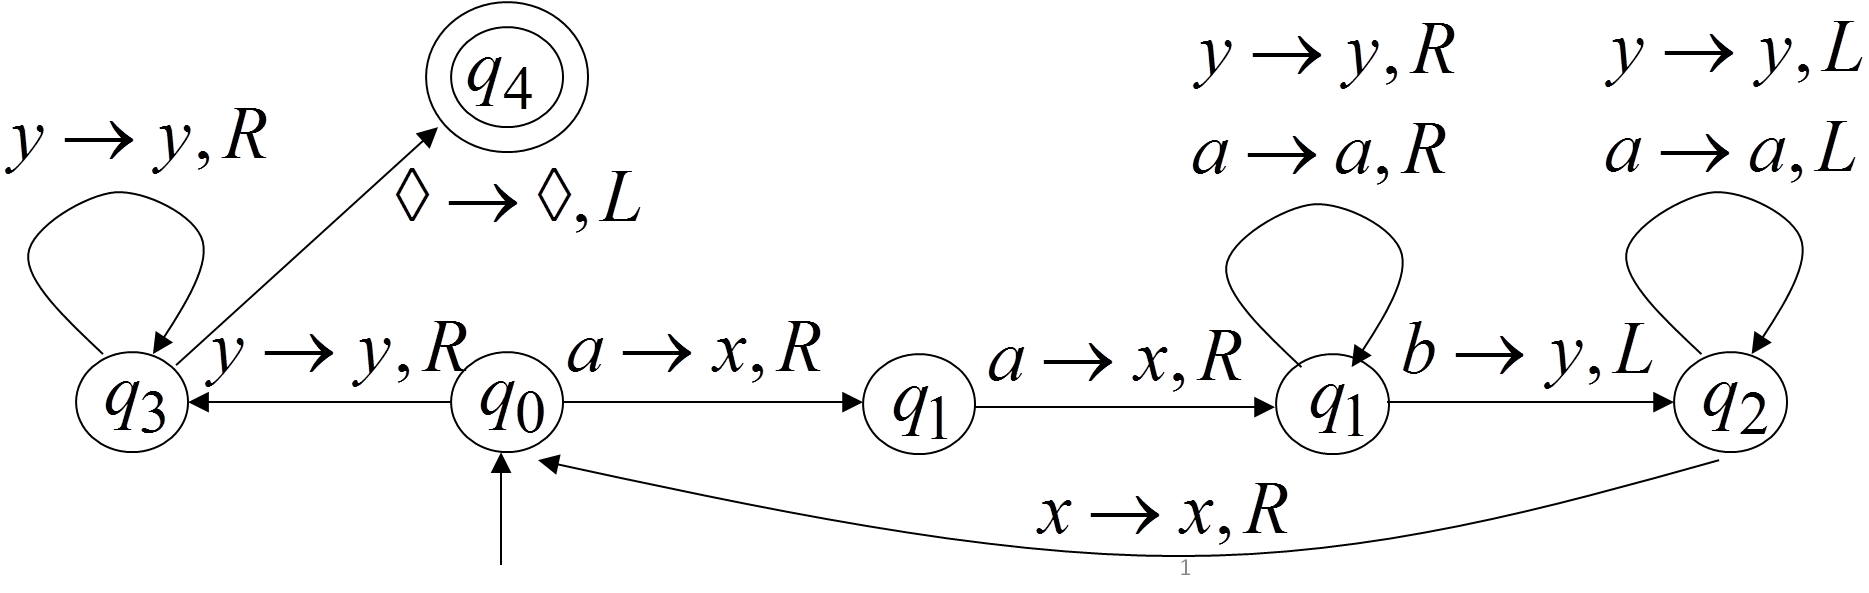 q4
y → y, R
y → y, L
y → y, R
a → a, R
a → a, L
◊ → ◊, L
y → y, R
a → x, R
a → x, R
b → y, L
q3
q0
q1
q1
q2
x → x, R
1